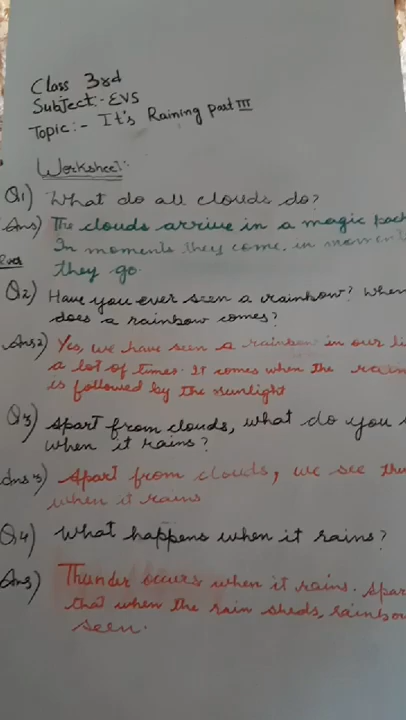 Class 3rd
Subject:- EVS
Topic:- It's Raining part III
Worksheet:-
Q1) What do all clouds do?
Ans) The clouds arrive in a magic
In moments they come, in
they go.
Q2) Have you ever seen a rainbow? When
does a rainbow comes?
Ans2) Yes, we have seen a rainbow in our
a lot of times. It comes when the rain
is followed by the sunlight
Q3) Apart from clouds, what do you
when it rains?
Ans3) Apart from clouds, we see
when it rains
Q4) What happens when it rains?
Ans) Thunder occurs when it rains.
that when the rain sheds,
seen.